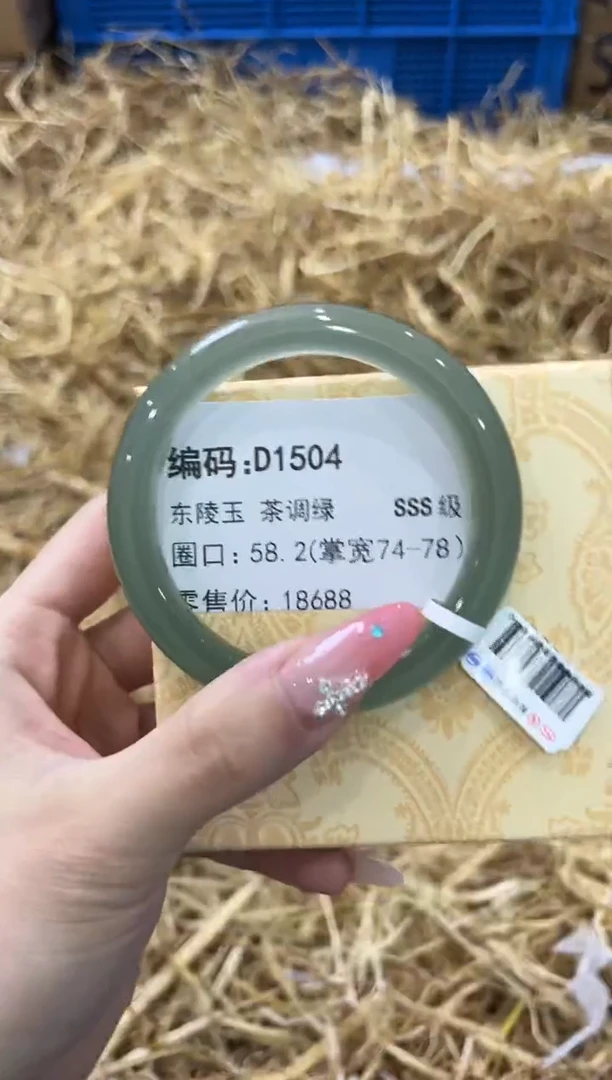 编码:D1504
东陵玉 茶调绿 SSS级
圈口: 58.2(掌宽74-78)
零售价: 18688